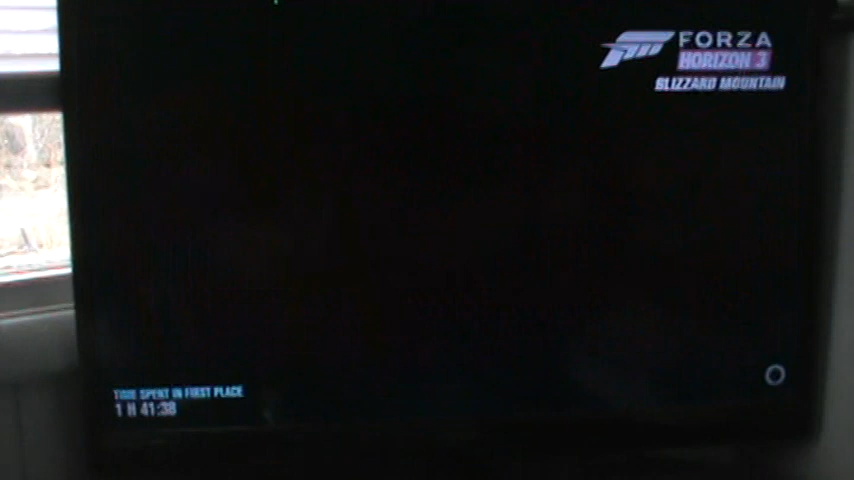 FORZA
HORIZON 3
BLIZZARD MOUNTAIN
TIME SPENT IN FIRST PLACE
1 H 41:38